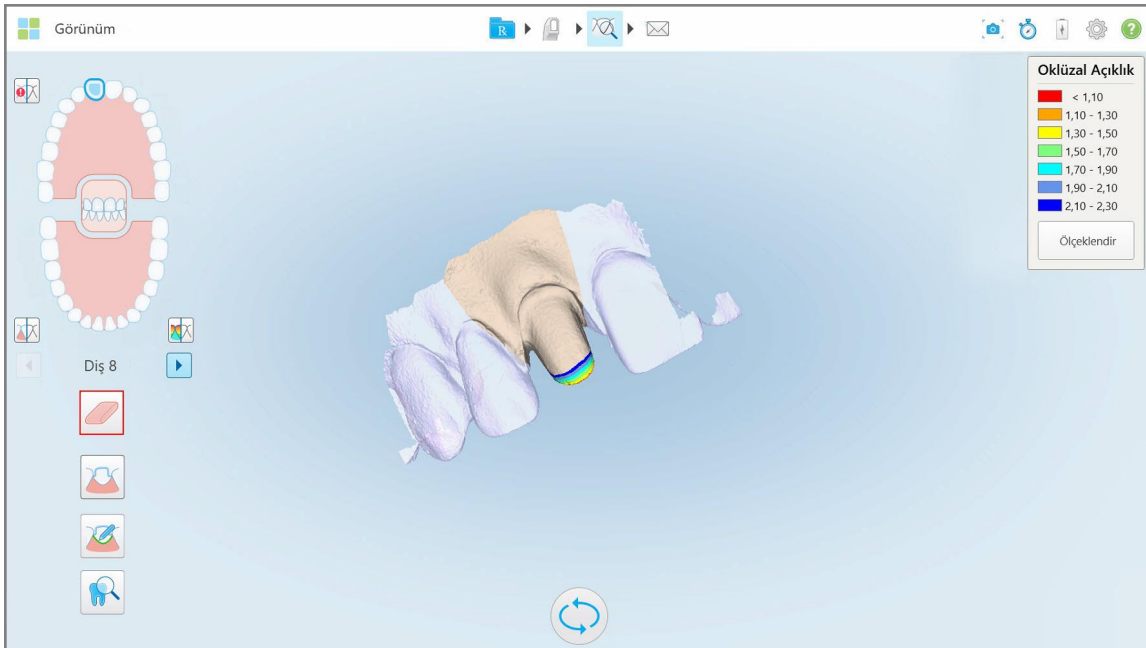 Görünüm
R
?
Oklüzal Açıklık
< 1,10
1,10 - 1,30
1,30 - 1,50
1,50 - 1,70
1,70 - 1,90
1,90 - 2,10
2,10 - 2,30
Ölçeklendir
Diş 8